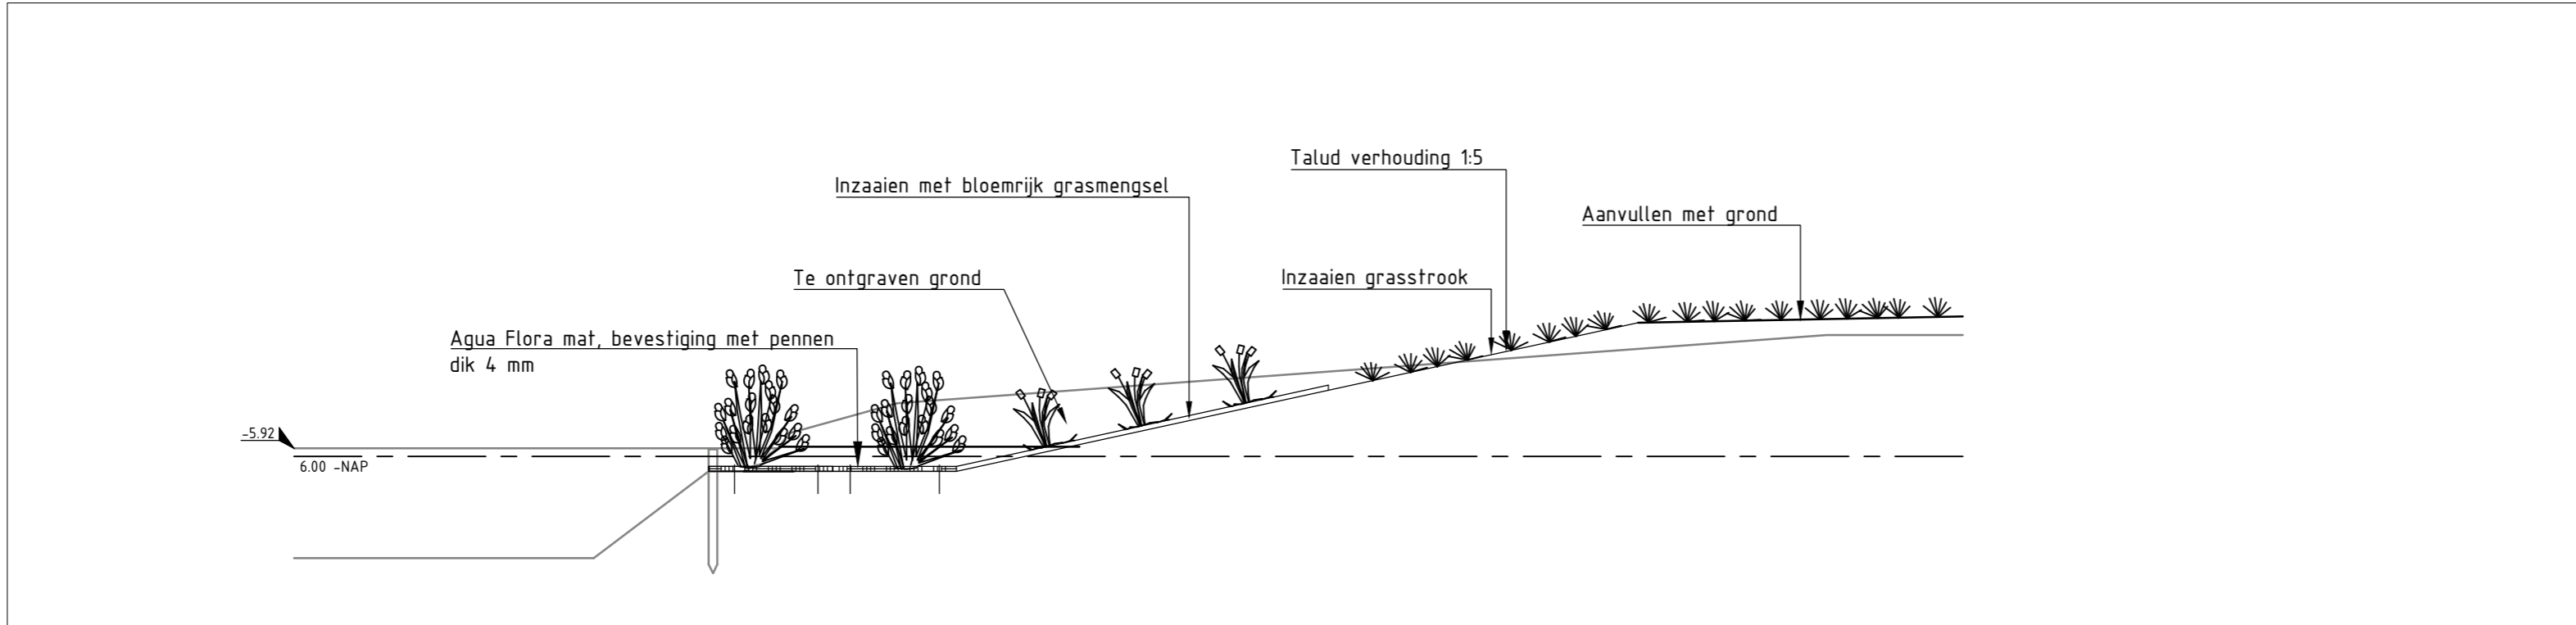 Talud verhouding 1:5
Inzaaien met bloemrijk grasmengsel
Aanvullen met grond
Te ontgraven grond
Inzaaien grasstrook
Agua Flora mat, bevestiging met pennen
dik 4 mm
-5.92
6.00 -NAP